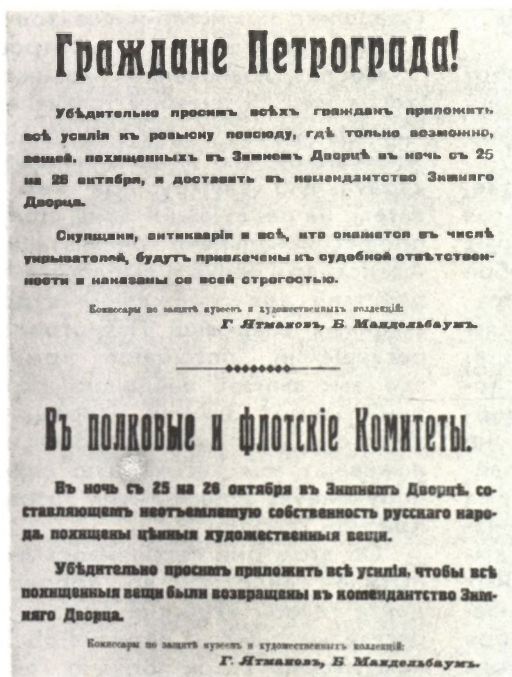 Граждане Петрограда!
Убѣдительно просимъ всѣхъ гражданъ приложить
всѣ усилія къ розыску повсюду, гдѣ только возможно,
вещей, похищенныхъ въ Зимнемъ Дворцѣ въ ночь съ 25
на 26 октября, и доставить въ комендантство Зимняго
Дворца.
Скупщики, антикваріи и всѣ, кто окажется въ числѣ
укрывателей, будутъ привлечены къ судебной отвѣтствен-
ности и наказаны со всей строгостью.
Комиссары по защитѣ музеевъ и художественныхъ коллекцій:
Г. Ятмановъ, Б. Мандельбаумъ.
Въ полковые и флотскіе Комитеты.
Въ ночь съ 25 на 26 октября въ Зимнемъ Дворцѣ, со-
ставляющемъ неотъемлемую собственность русскаго наро-
да, похищены цѣнныя художественныя вещи.
Убѣдительно просимъ приложить всѣ усилія, чтобы всѣ
похищенныя вещи были возвращены въ комендантство Зим-
няго Дворца.
Комиссары по защитѣ музеевъ и художественныхъ коллекцій:
Г. Ятмановъ, Б. Мандельбаумъ.